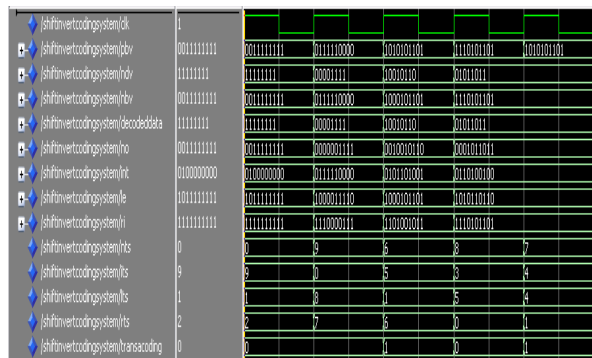 /shiftinvertcodingsystem/clk 1
/shiftinvertcodingsystem/pbv 0011111111 0011111111 0111110000 1010101101 1110101101 1010101101
/shiftinvertcodingsystem/ndv 11111111 11111111 00001111 10010110 01011011
/shiftinvertcodingsystem/nbv 0011111111 0011111111 0111110000 1000101101 1110101101
/shiftinvertcodingsystem/decodeddata 11111111 11111111 00001111 10010110 01011011
/shiftinvertcodingsystem/no 0011111111 0011111111 0000001111 0010010110 0001011011
/shiftinvertcodingsystem/int 0100000000 0100000000 0111110000 0101101001 0110100100
/shiftinvertcodingsystem/le 1011111111 1011111111 1000011110 1000101101 1010110110
/shiftinvertcodingsystem/ri 1111111111 1111111111 1110000111 1101001011 1110101101
/shiftinvertcodingsystem/nts 0 0 9 6 8 7
/shiftinvertcodingsystem/its 9 9 0 5 3 4
/shiftinvertcodingsystem/lts 1 1 8 1 5 4
/shiftinvertcodingsystem/rts 2 2 7 6 0 1
/shiftinvertcodingsystem/transacoding 0 0 1 0 1